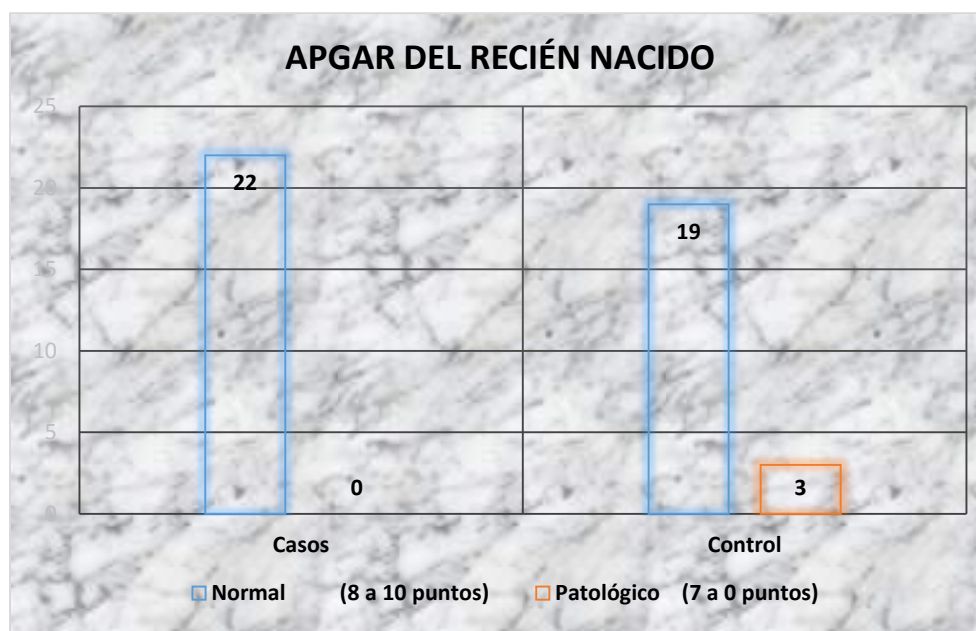 APGAR DEL RECIÉN NACIDO
25
20
15
10
5
0
22
0
19
3
Casos
Control
Normal (8 a 10 puntos)
Patológico (7 a 0 puntos)